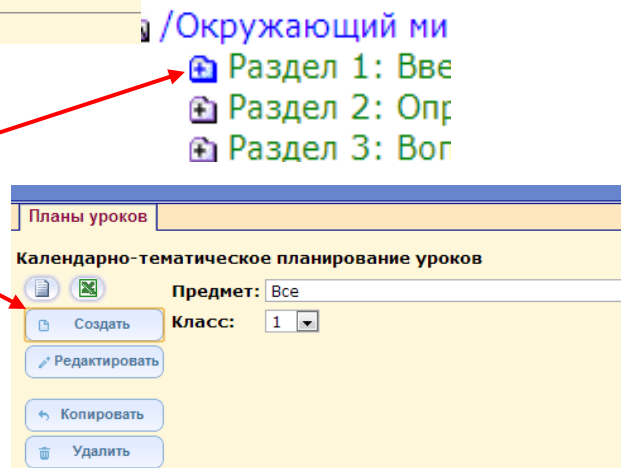 /Окружающий ми
Раздел 1: Вве
Раздел 2: Опр
Раздел 3: Воп
Планы уроков
Календарно-тематическое планирование уроков
Предмет: Все
Создать Класс: 1
Редактировать
Копировать
Удалить